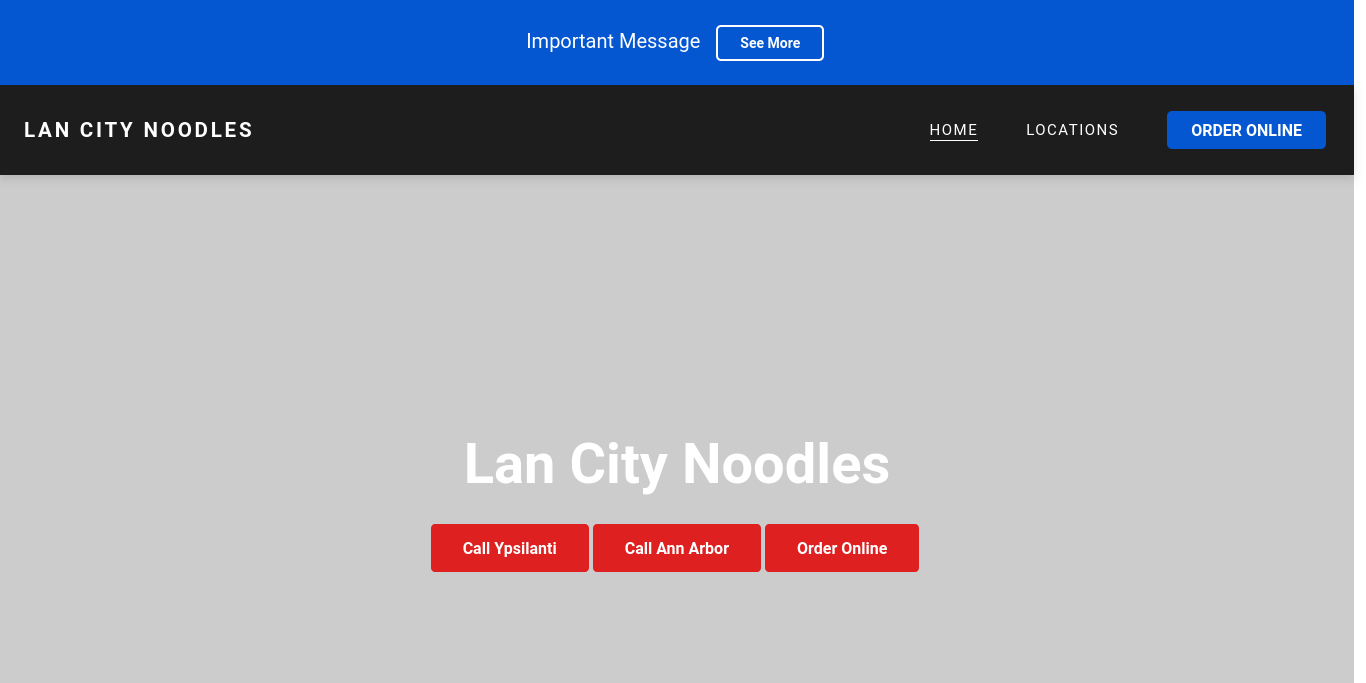 Important Message
See More
LAN CITY NOODLES
HOME
LOCATIONS
ORDER ONLINE
Lan City Noodles
Call Ypsilanti
Call Ann Arbor
Order Online